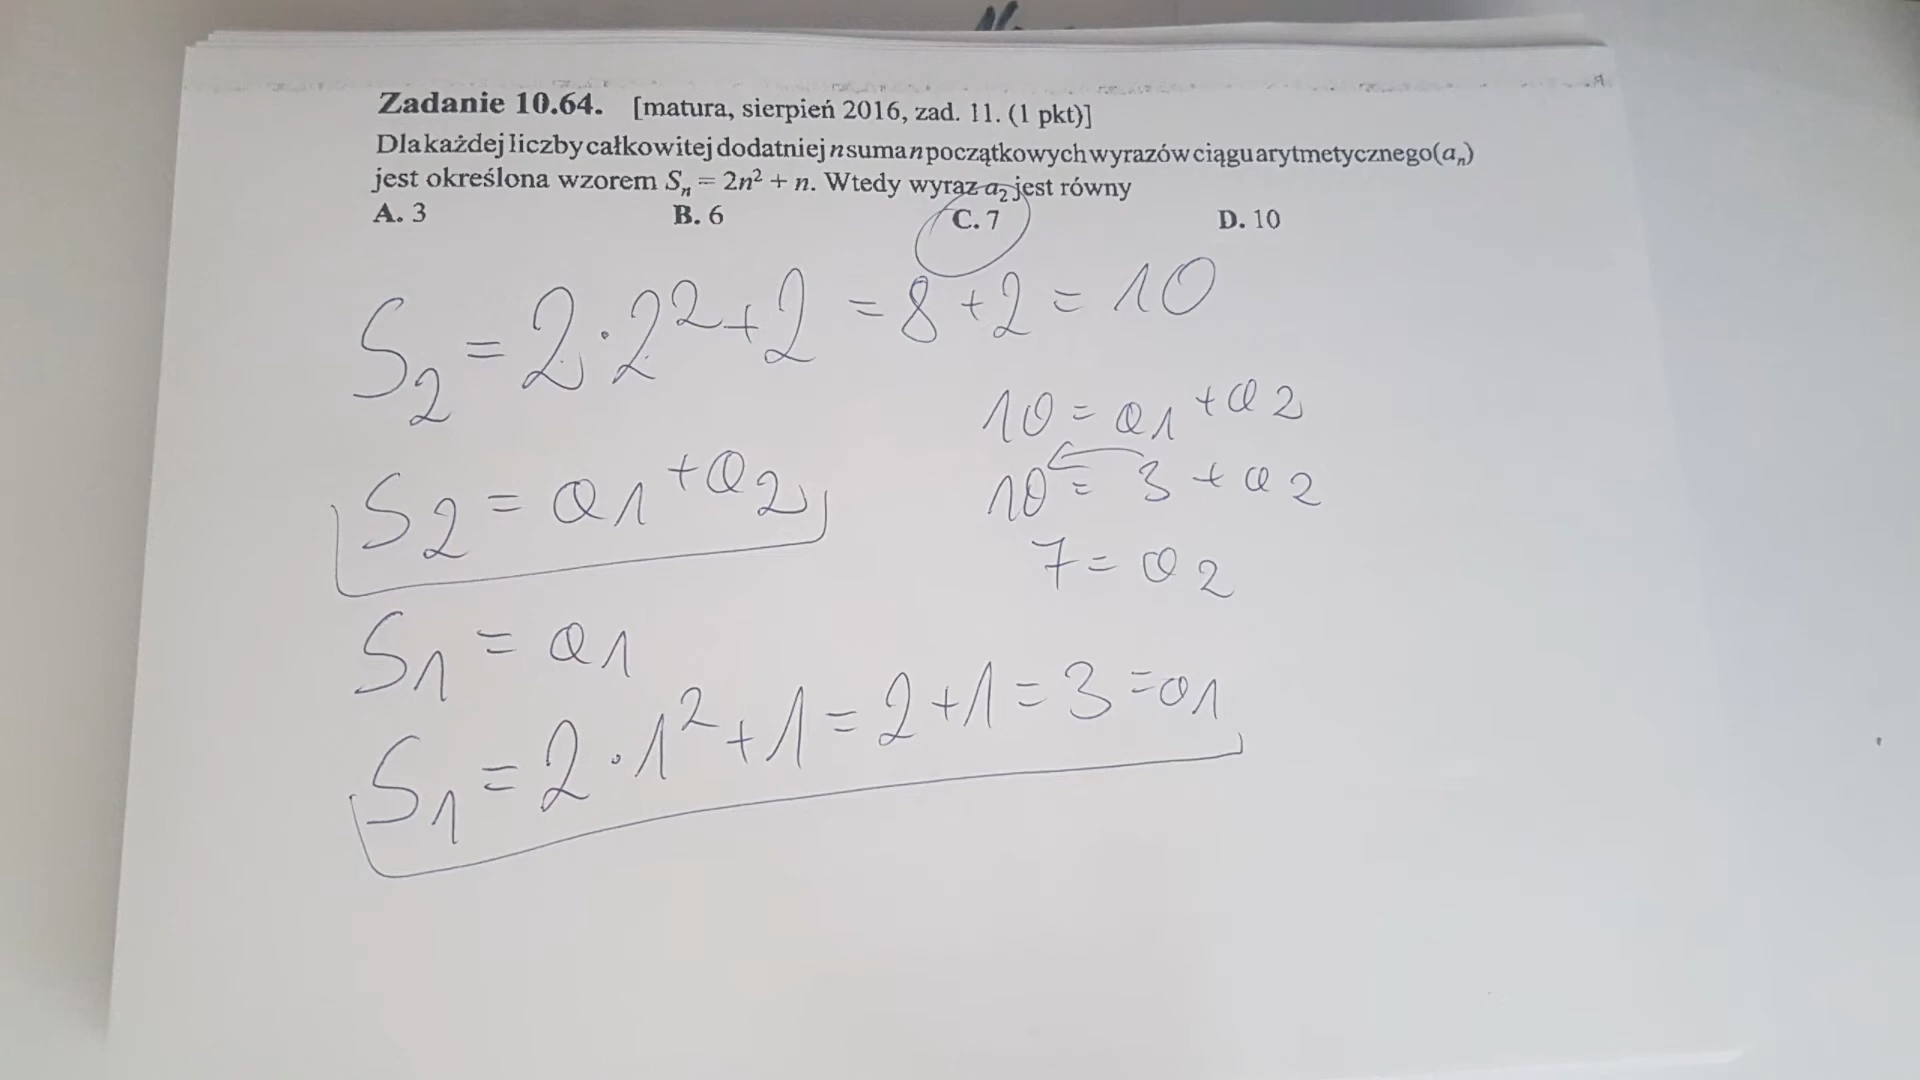 Zadanie 10.64. [matura, sierpień 2016, zad. 11. (1 pkt)]
Dla każdej liczby całkowitej dodatniej n suma n początkowych wyrazów ciągu arytmetycznego (aₙ)
jest określona wzorem Sₙ = 2n² + n. Wtedy wyraz a₂ jest równy
A. 3 B. 6 C. 7 D. 10
S₂ = 2·2²+2 = 8+2 = 10
10 = a₁+a₂
S₂ = a₁+a₂
10 = 3 + a₂
7 = a₂
S₁ = a₁
S₁ = 2·1²+1 = 2+1 = 3 = a₁